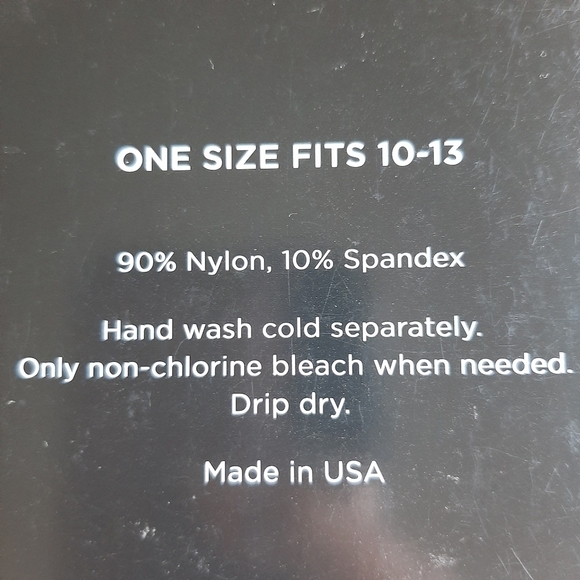 ONE SIZE FITS 10-13
90% Nylon, 10% Spandex
Hand wash cold separately.
Only non-chlorine bleach when needed.
Drip dry.
Made in USA